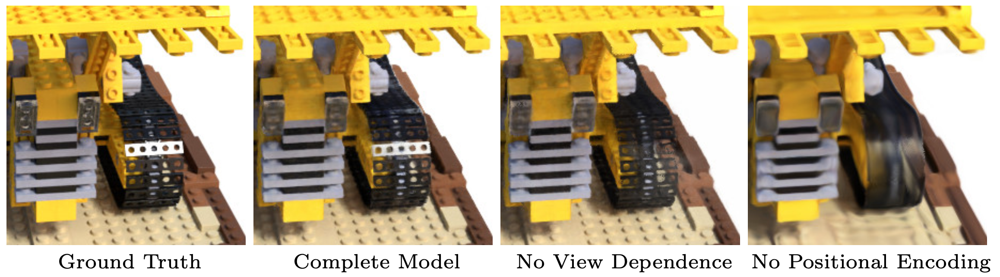 Ground Truth
Complete Model
No View Dependence
No Positional Encoding